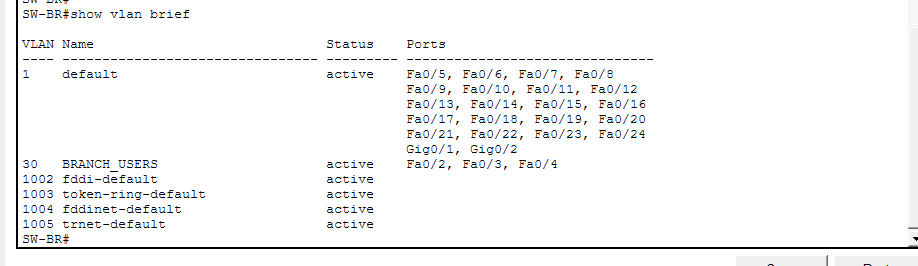 SW-BR#
SW-BR#show vlan brief
VLAN Name                             Status    Ports
---- -------------------------------- --------- -------------------------------
1    default                          active    Fa0/5, Fa0/6, Fa0/7, Fa0/8
                                                Fa0/9, Fa0/10, Fa0/11, Fa0/12
                                                Fa0/13, Fa0/14, Fa0/15, Fa0/16
                                                Fa0/17, Fa0/18, Fa0/19, Fa0/20
                                                Fa0/21, Fa0/22, Fa0/23, Fa0/24
                                                Gig0/1, Gig0/2
30   BRANCH_USERS                     active    Fa0/2, Fa0/3, Fa0/4
1002 fddi-default                     active
1003 token-ring-default               active
1004 fddinet-default                  active
1005 trnet-default                    active
SW-BR#